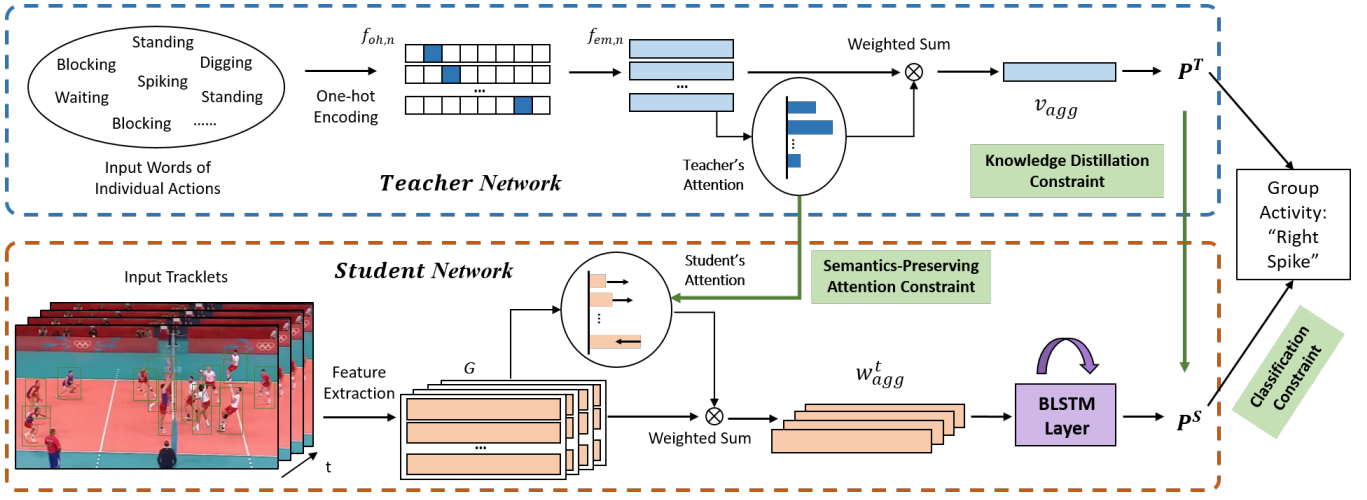 Standing
Blocking
Digging
Spiking
Waiting
Standing
Blocking
......
Input Words of
Individual Actions
One-hot
Encoding
f_{oh,n}
...
f_{em,n}
...
Weighted Sum
Teacher's
Attention
v_{agg}
P^T
Teacher Network
Knowledge Distillation
Constraint
Group
Activity:
"Right
Spike"
Student Network
Input Tracklets
t
Feature
Extraction
G
...
Student's
Attention
Semantics-Preserving
Attention Constraint
Weighted Sum
w^t_{agg}
BLSTM
Layer
P^S
Classification
Constraint